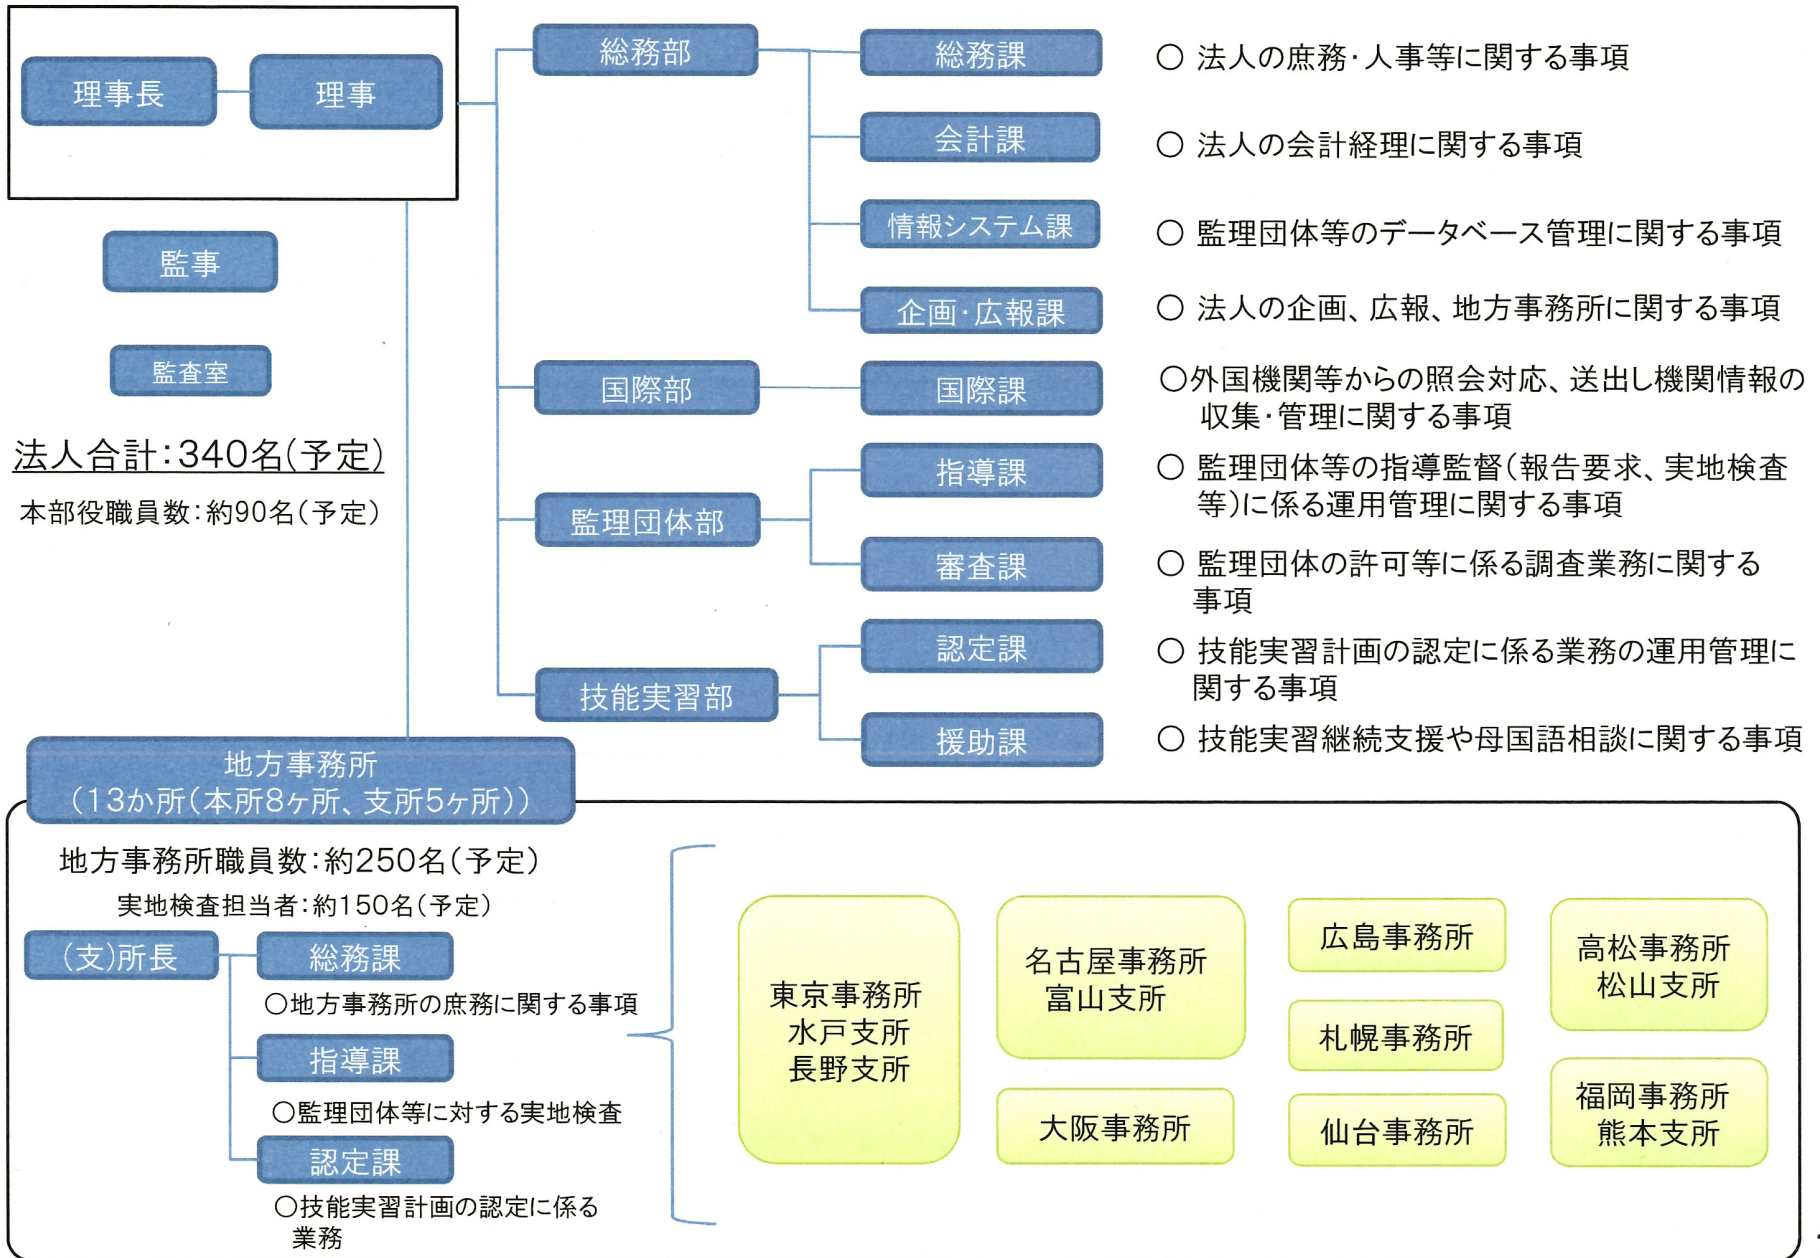 理事長
理事
監事
監査室
法人合計:340名(予定)
本部役職員数:約90名(予定)
総務部
総務課
○ 法人の庶務・人事等に関する事項
会計課
○ 法人の会計経理に関する事項
情報システム課
○ 監理団体等のデータベース管理に関する事項
企画・広報課
○ 法人の企画、広報、地方事務所に関する事項
国際部
国際課
○外国機関等からの照会対応、送出し機関情報の
収集・管理に関する事項
監理団体部
指導課
○ 監理団体等の指導監督(報告要求、実地検査
等)に係る運用管理に関する事項
審査課
○ 監理団体の許可等に係る調査業務に関する
事項
技能実習部
認定課
○ 技能実習計画の認定に係る業務の運用管理に
関する事項
援助課
○ 技能実習継続支援や母国語相談に関する事項
地方事務所
(13か所(本所8ヶ所、支所5ヶ所))
地方事務所職員数:約250名(予定)
実地検査担当者:約150名(予定)
(支)所長
総務課
○地方事務所の庶務に関する事項
指導課
○監理団体等に対する実地検査
認定課
○技能実習計画の認定に係る
業務
東京事務所
水戸支所
長野支所
名古屋事務所
富山支所
大阪事務所
広島事務所
札幌事務所
仙台事務所
高松事務所
松山支所
福岡事務所
熊本支所